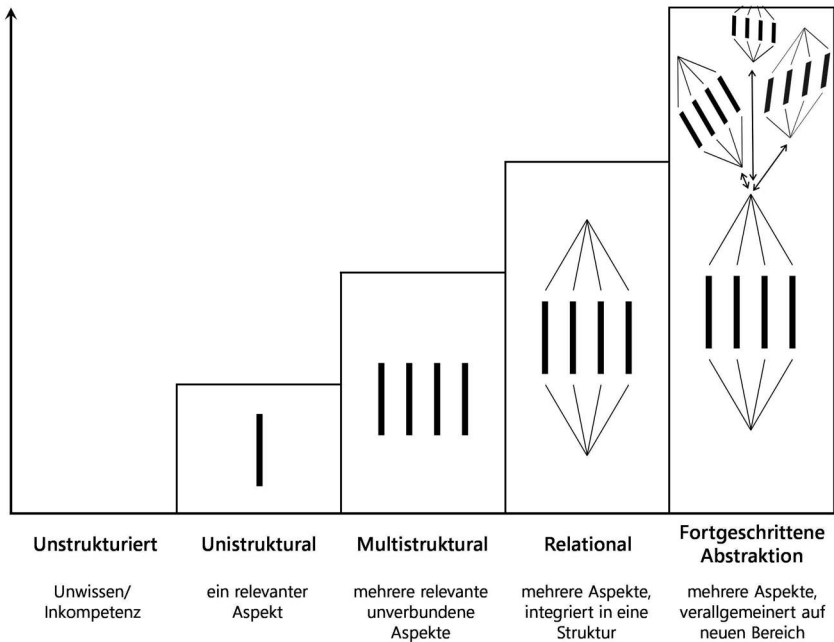 Unstrukturiert
Unwissen/
Inkompetenz
Unistruktural
ein relevanter
Aspekt
Multistruktural
mehrere relevante
unverbundene
Aspekte
Relational
mehrere Aspekte,
integriert in eine
Struktur
Fortgeschrittene
Abstraktion
mehrere Aspekte,
verallgemeinert auf
neuen Bereich